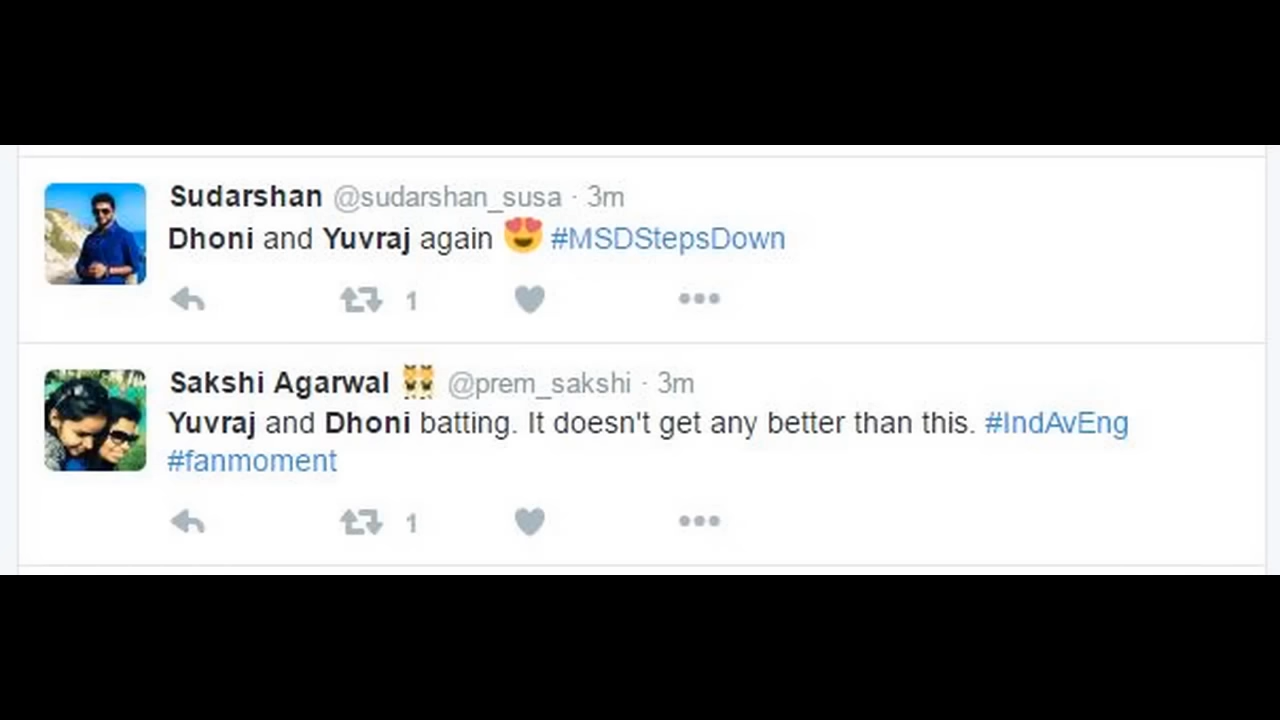 Sudarshan @sudarshan_susa · 3m
Dhoni and Yuvraj again 😍 #MSDStepsDown
1
Sakshi Agarwal 👯 @prem_sakshi · 3m
Yuvraj and Dhoni batting. It doesn't get any better than this. #IndAvEng
#fanmoment
1